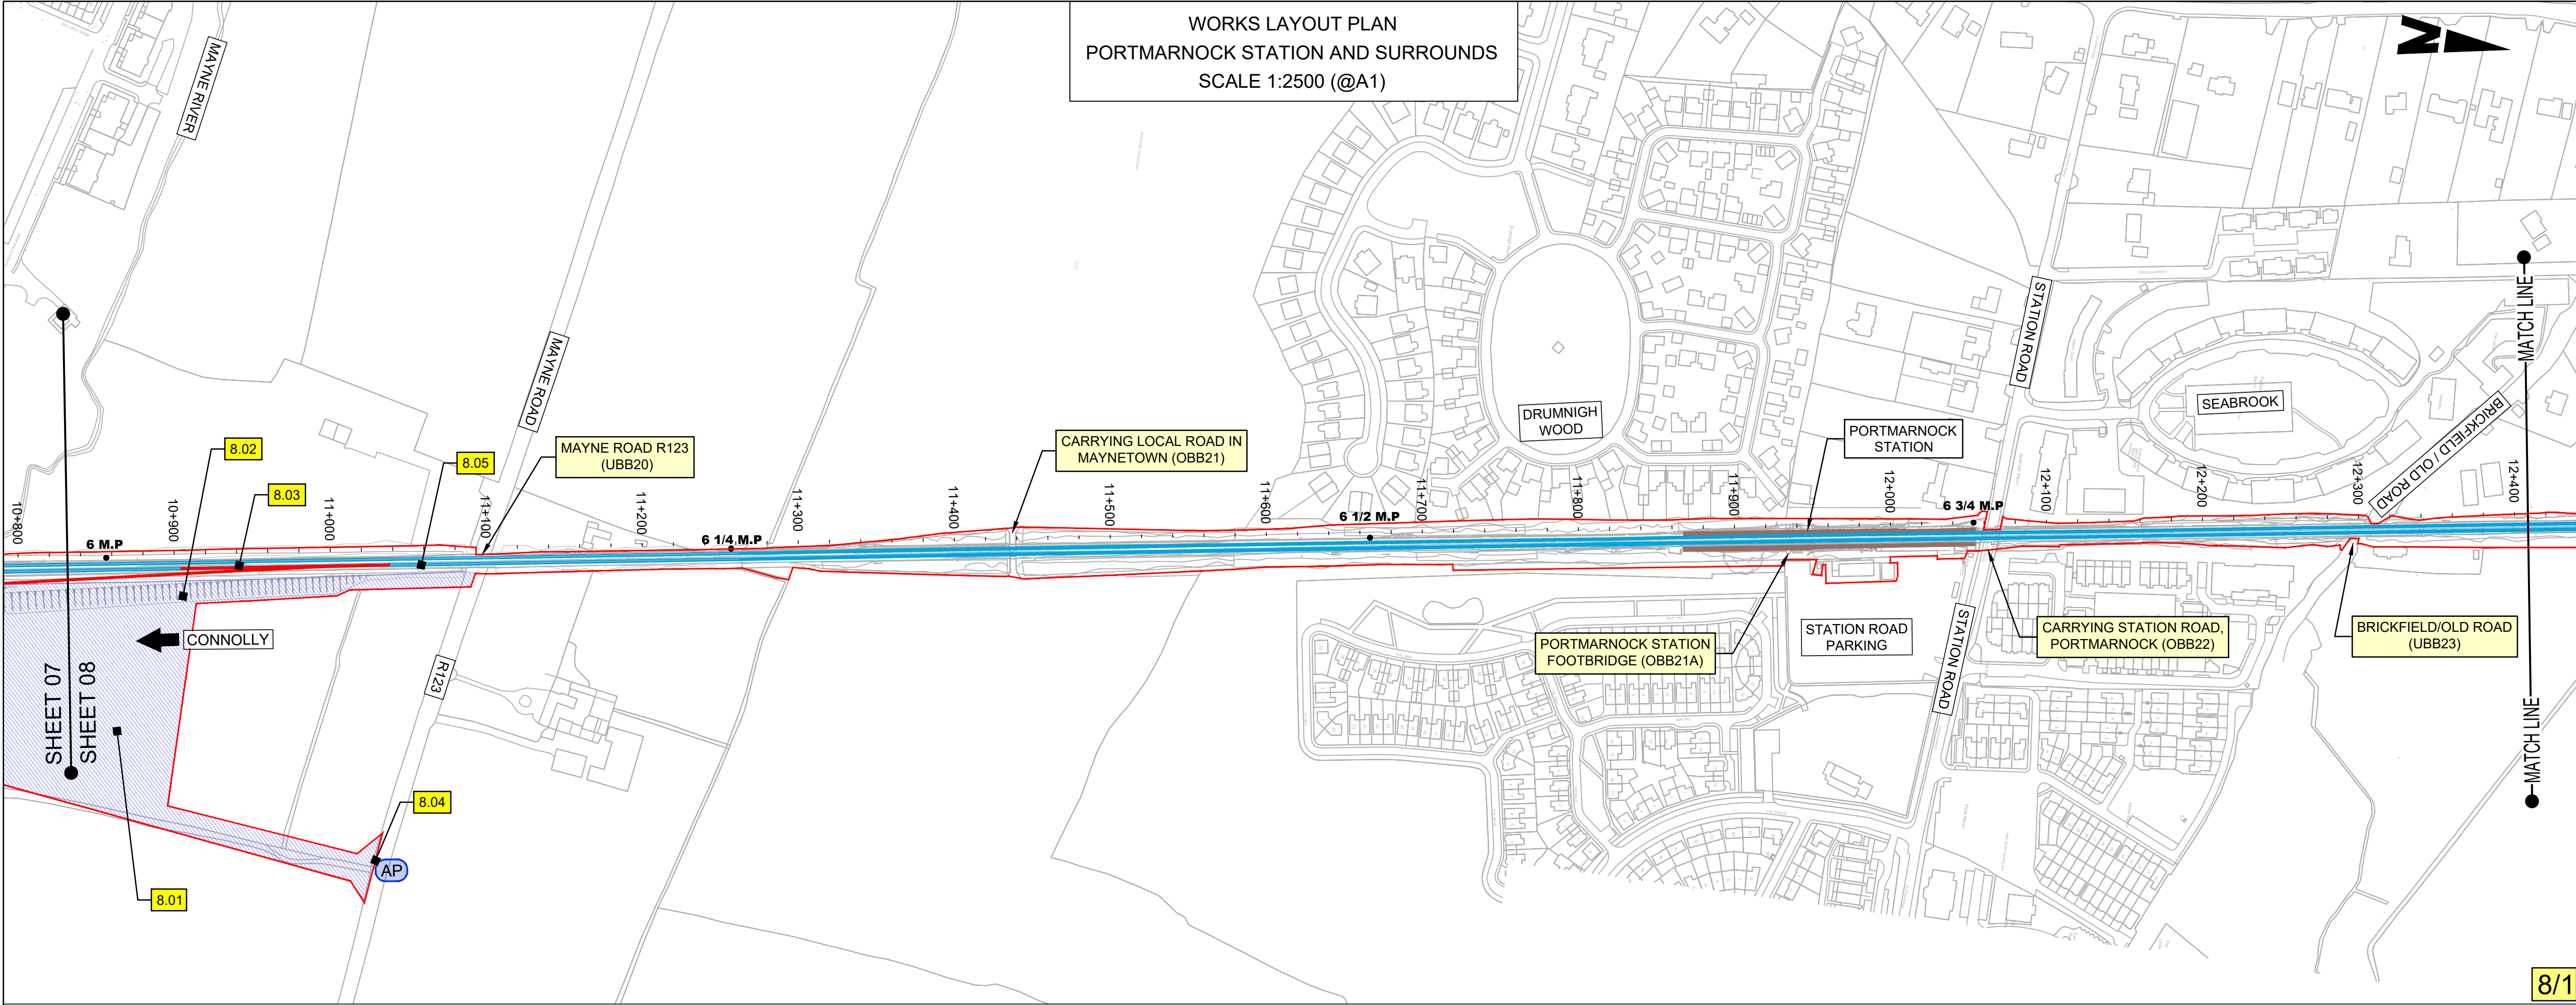 WORKS LAYOUT PLAN
PORTMARNOCK STATION AND SURROUNDS
SCALE 1:2500 (@A1)
N
MAYNE RIVER
MAYNE ROAD
8.02
8.03
8.05
MAYNE ROAD R123
(UBB20)
CARRYING LOCAL ROAD IN
MAYNETOWN (OBB21)
DRUMNIGH
WOOD
PORTMARNOCK
STATION
STATION ROAD
SEABROOK
BRICKFIELD / OLD ROAD
MATCH LINE
10+800
10+900
11+000
11+100
11+200
11+300
11+400
11+500
11+600
11+700
11+800
11+900
12+000
12+100
12+200
12+300
12+400
6 M.P
6 1/4 M.P
6 1/2 M.P
6 3/4 M.P
CONNOLLY
SHEET 07
SHEET 08
R123
8.04
AP
8.01
PORTMARNOCK STATION
FOOTBRIDGE (OBB21A)
STATION ROAD
PARKING
STATION ROAD
CARRYING STATION ROAD,
PORTMARNOCK (OBB22)
BRICKFIELD/OLD ROAD
(UBB23)
MATCH LINE
8/1